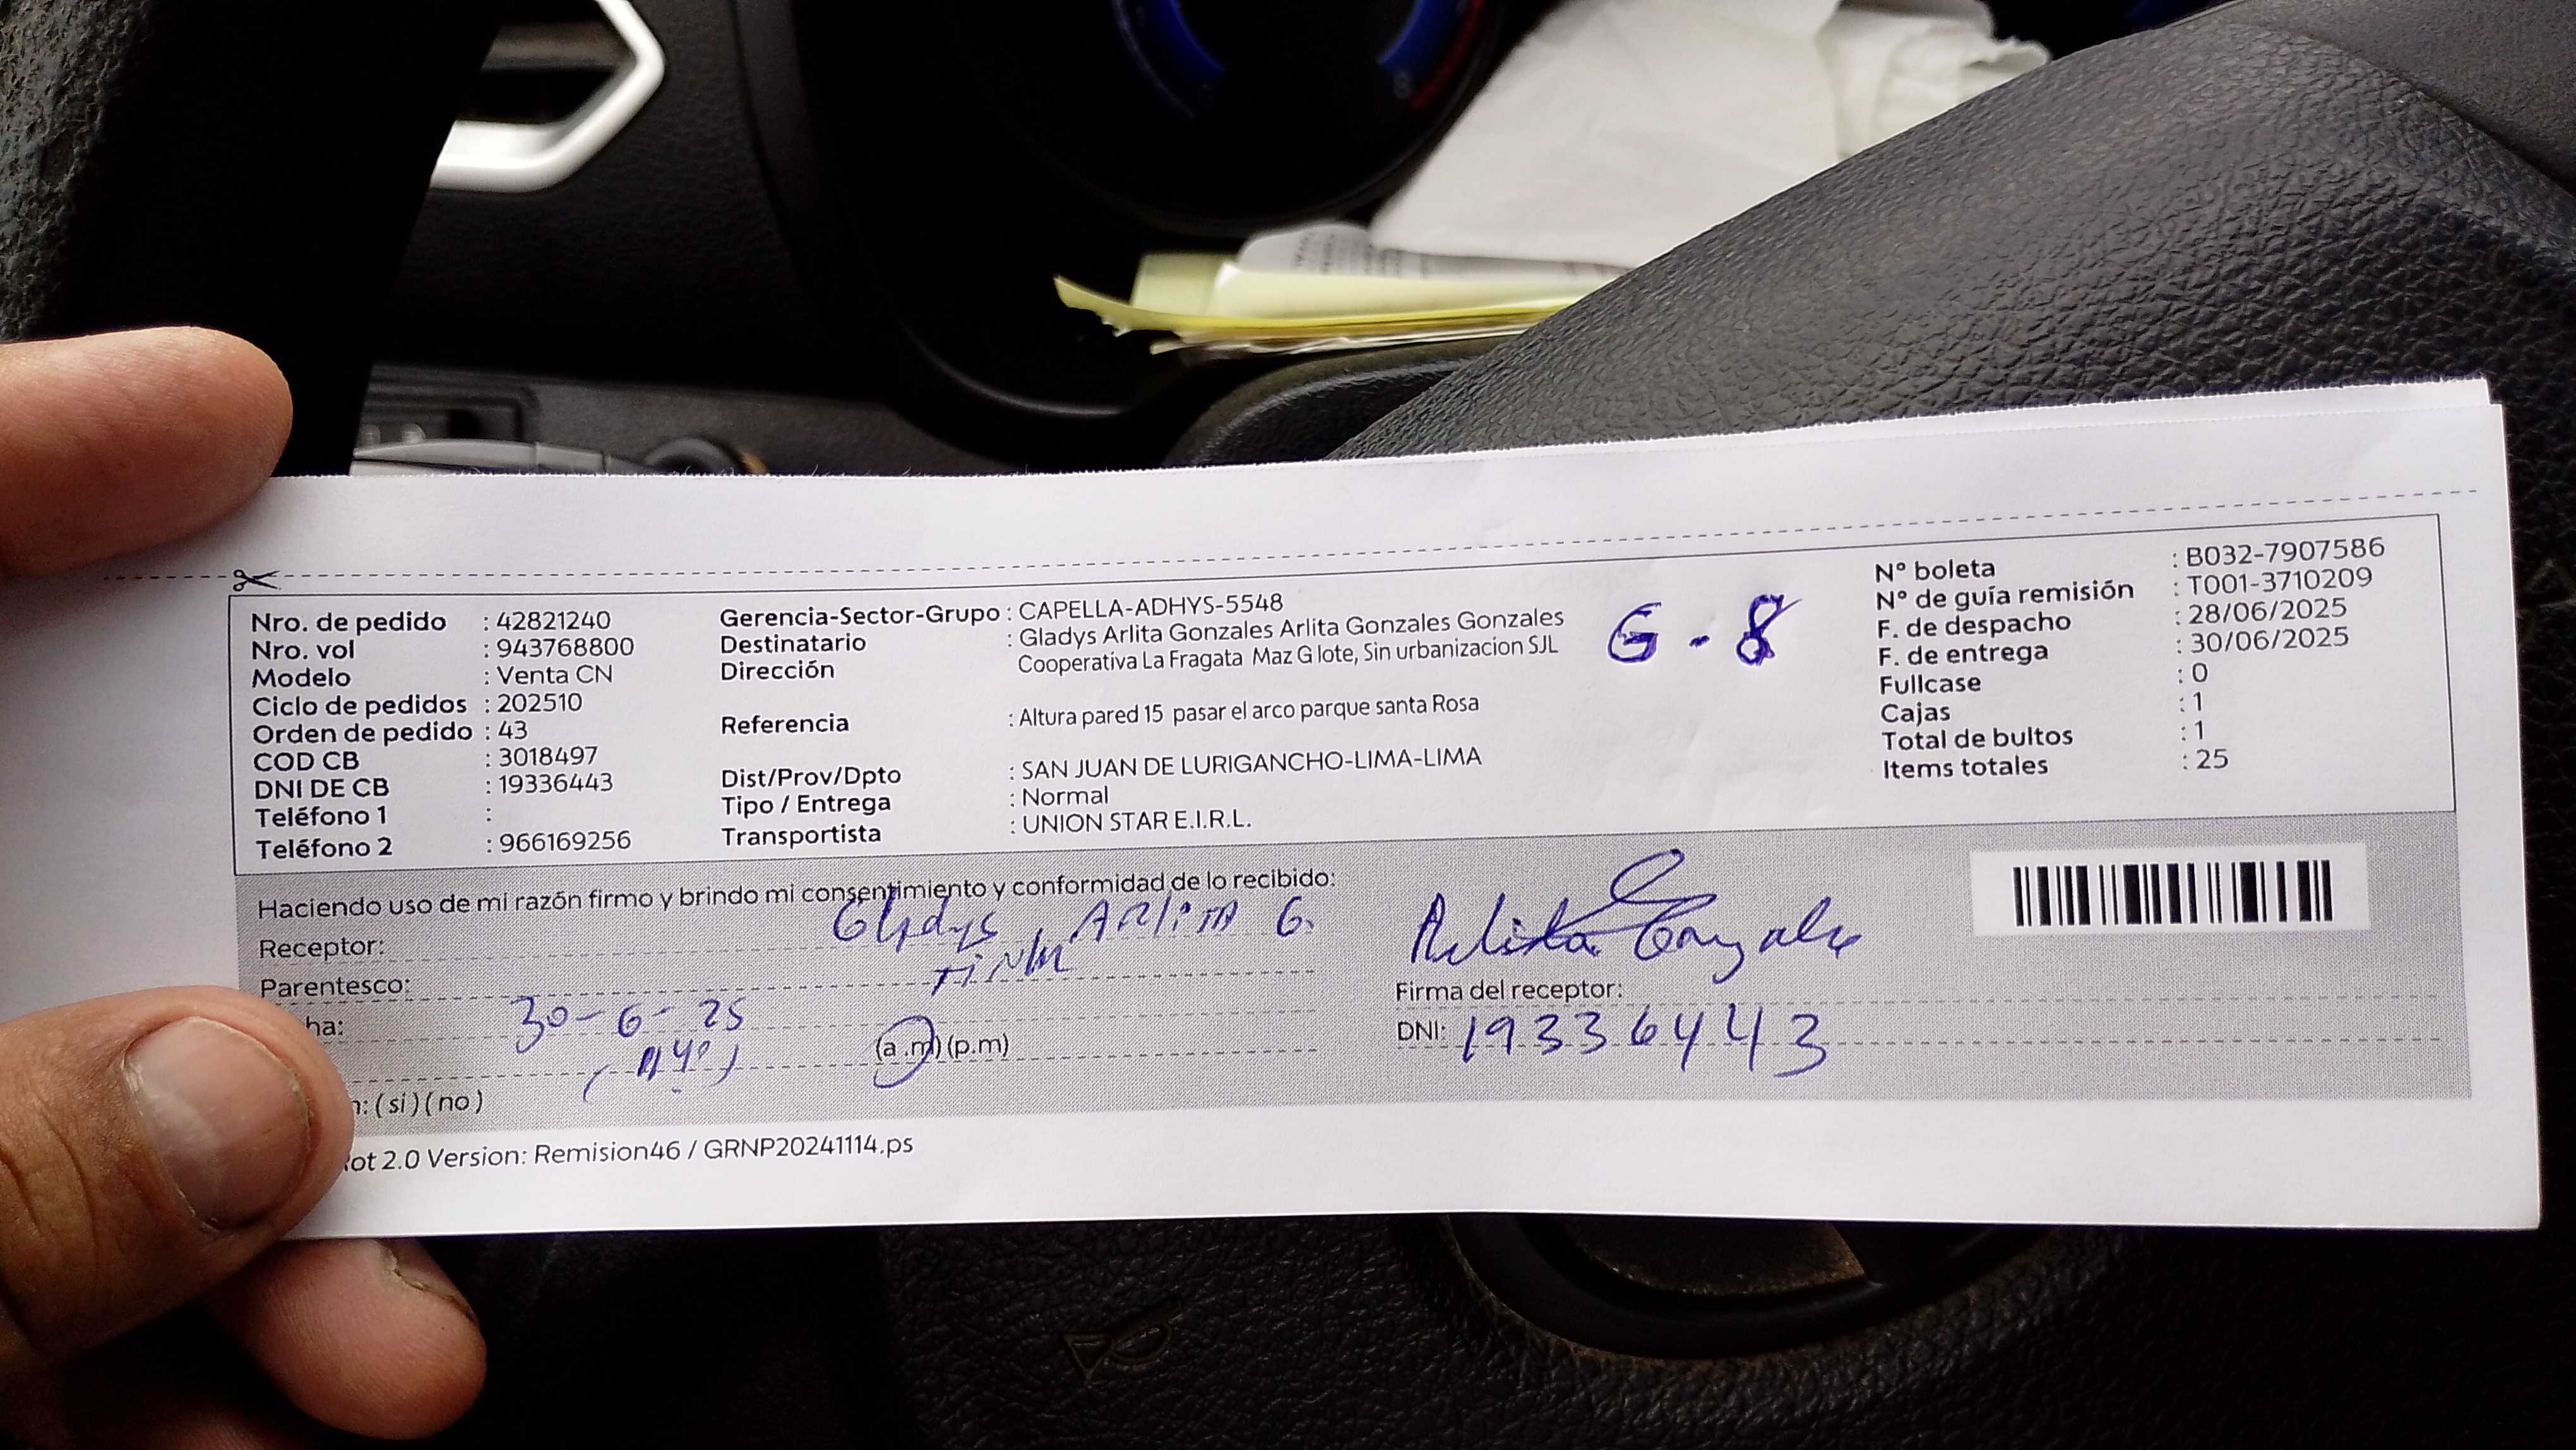 Nro. de pedido : 42821240
Nro. vol : 943768800
Modelo : Venta CN
Ciclo de pedidos : 202510
Orden de pedido : 43
COD CB : 3018497
DNI DE CB : 19336443
Teléfono 1 :
Teléfono 2 : 966169256
Gerencia-Sector-Grupo : CAPELLA-ADHYS-5548
Destinatario : Gladys Arlita Gonzales Arlita Gonzales Gonzales
Dirección Cooperativa La Fragata Maz G lote, Sin urbanizacion SJL
Referencia : Altura pared 15 pasar el arco parque santa Rosa
Dist/Prov/Dpto : SAN JUAN DE LURIGANCHO-LIMA-LIMA
Tipo / Entrega : Normal
Transportista : UNION STAR E.I.R.L.
G - 8
N° boleta : B032-7907586
N° de guía remisión : T001-3710209
F. de despacho : 28/06/2025
F. de entrega : 30/06/2025
Fullcase : 0
Cajas : 1
Total de bultos : 1
Items totales : 25
Haciendo uso de mi razón firmo y brindo mi consentimiento y conformidad de lo recibido:
Receptor: Gladys Arlita G.
Parentesco:
ha: 30-6-25
(a.m) (p.m)
n: (si) (no)
Arlita Gonzales
Firma del receptor:
DNI: 19336443
Rot 2.0 Version: Remision46 / GRNP20241114.ps